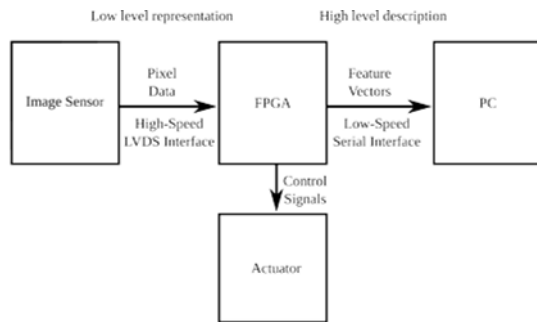 Low level representation
High level description
Image Sensor
Pixel
Data
High-Speed
LVDS Interface
FPGA
Feature
Vectors
Low-Speed
Serial Interface
PC
Control
Signals
Actuator